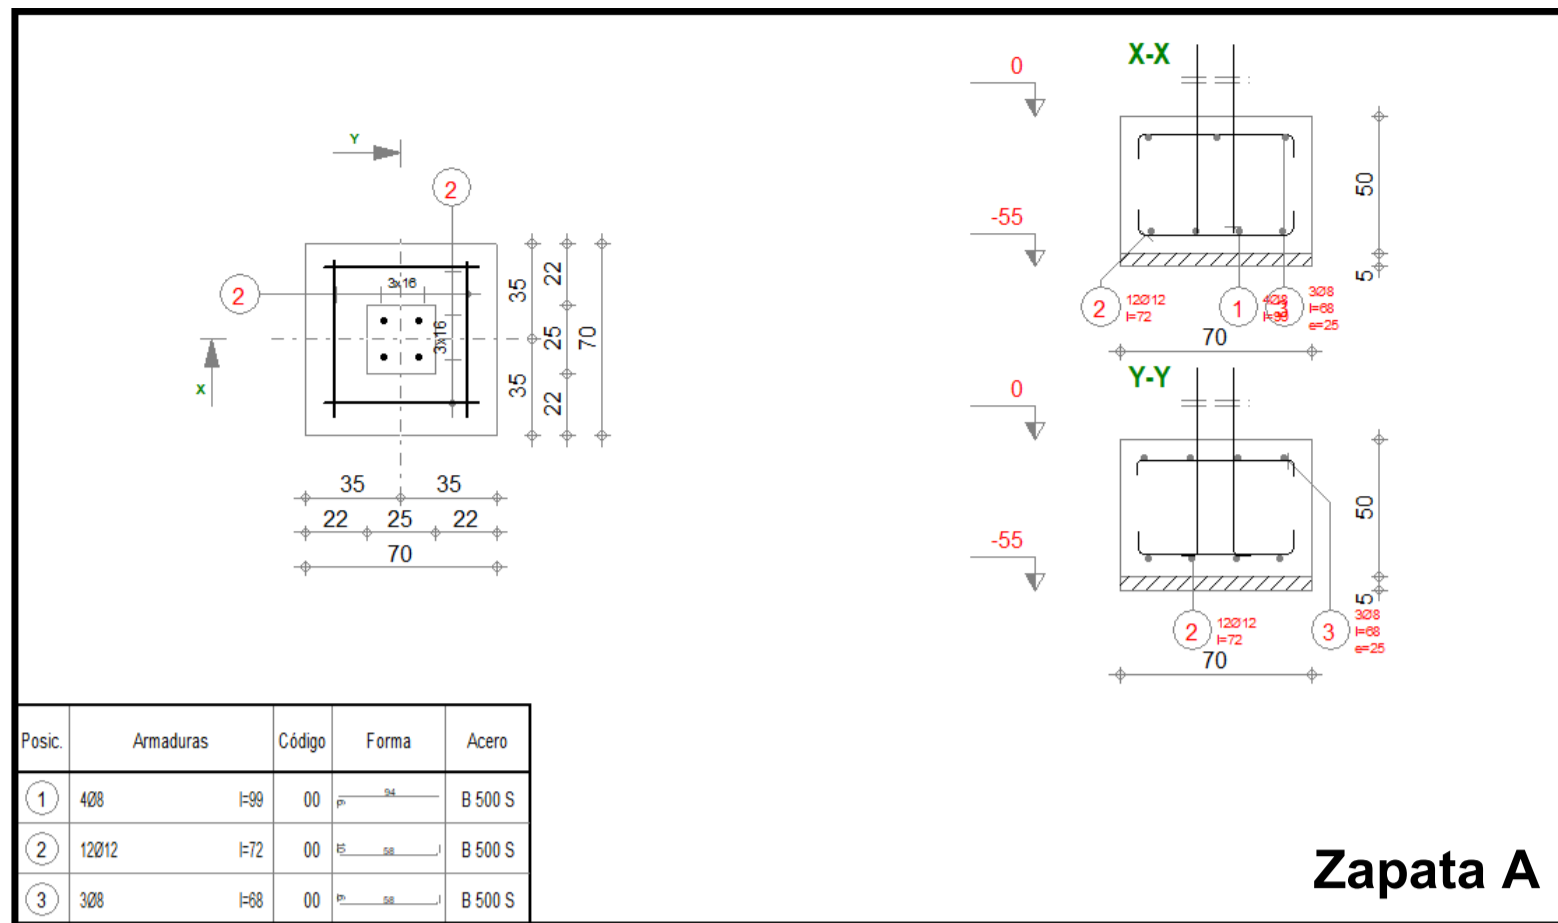 Y
2
2
3x16
3x16
X
35
35
22
25
22
70
35
35
22
25
22
70
X-X
0
-55
50
5
2
12Ø12
l=72
1
4Ø8
l=99
3
3Ø8
l=68
e=25
70
Y-Y
0
-55
50
5
2
12Ø12
l=72
3
3Ø8
l=68
e=25
70
Posic. Armaduras Código Forma Acero
1 4Ø8 l=99 00 94 B 500 S
2 12Ø12 l=72 00 58 B 500 S
3 3Ø8 l=68 00 58 B 500 S
Zapata A